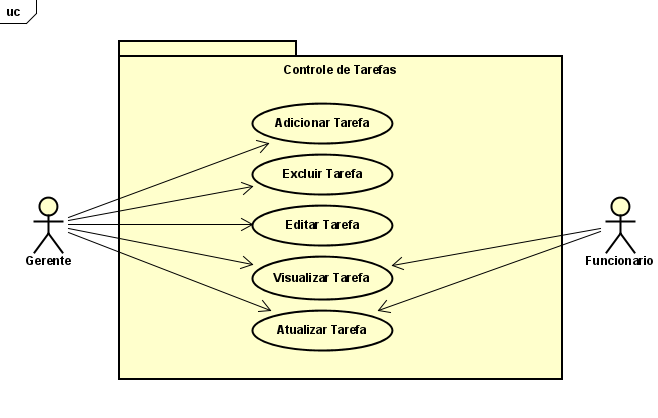 uc
Controle de Tarefas
Adicionar Tarefa
Excluir Tarefa
Editar Tarefa
Visualizar Tarefa
Atualizar Tarefa
Gerente
Funcionario